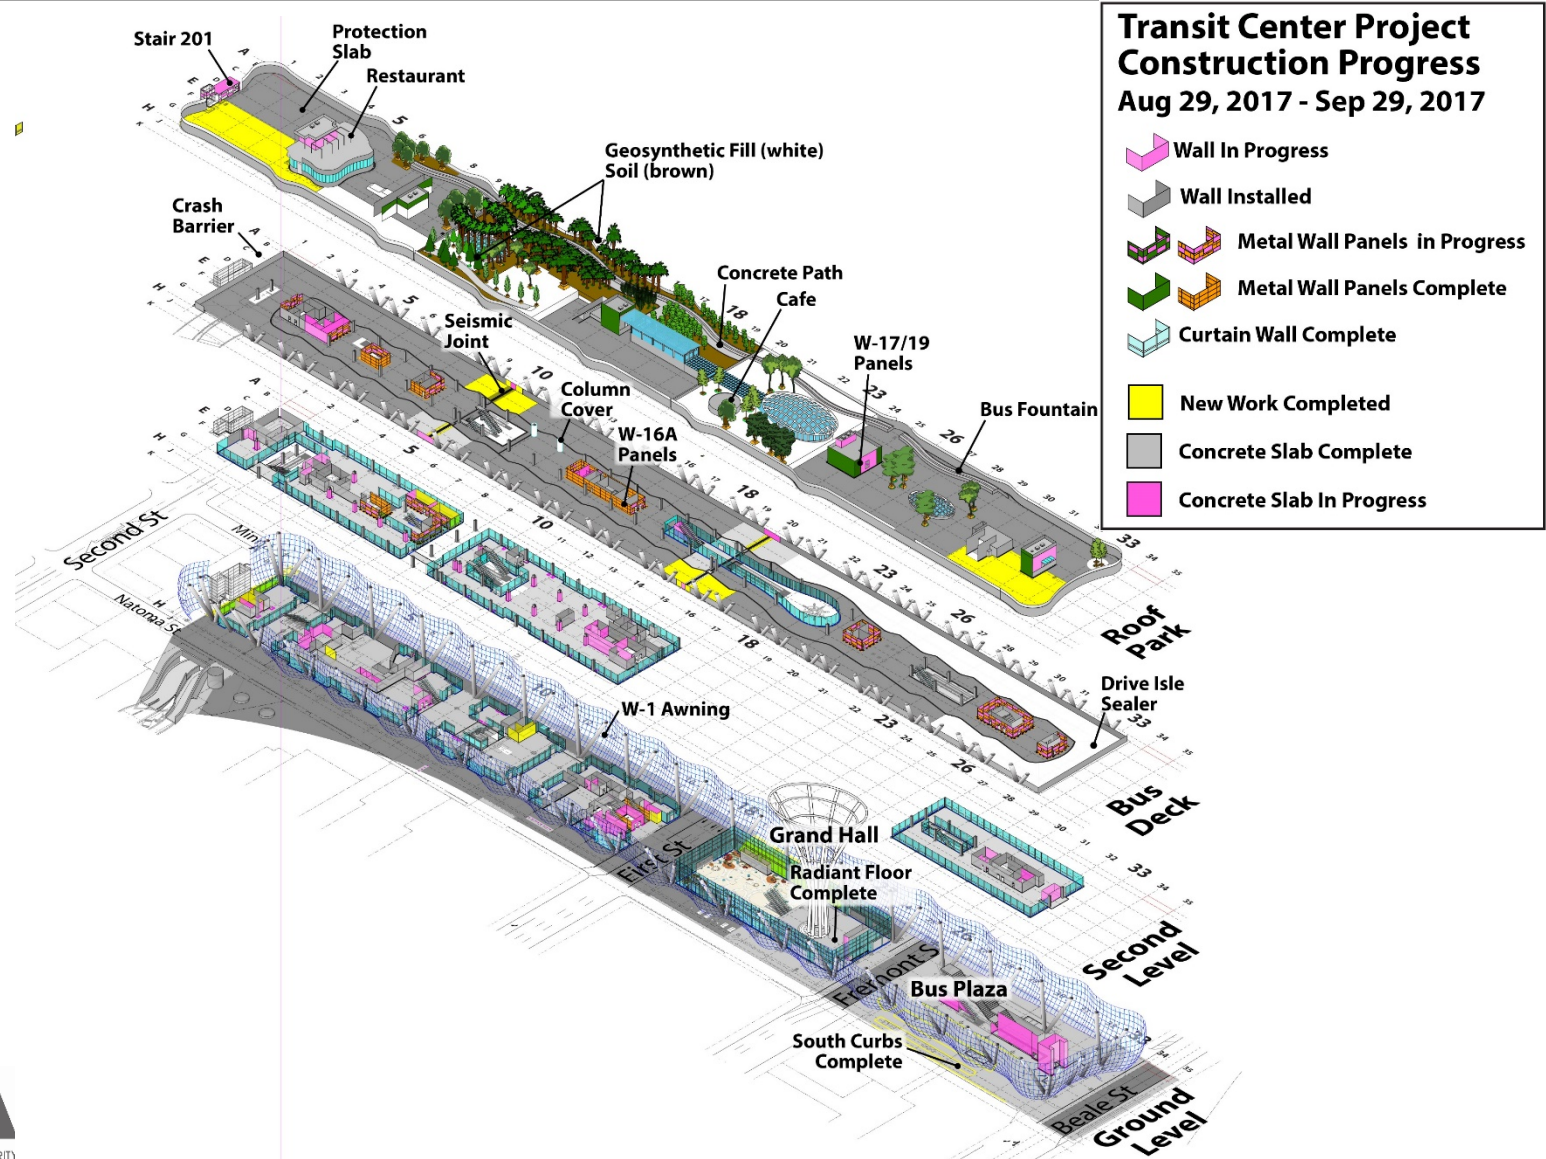 Transit Center Project
Construction Progress
Aug 29, 2017 - Sep 29, 2017
Wall In Progress
Wall Installed
Metal Wall Panels in Progress
Metal Wall Panels Complete
Curtain Wall Complete
New Work Completed
Concrete Slab Complete
Concrete Slab In Progress
Stair 201
Protection
Slab
Restaurant
Geosynthetic Fill (white)
Soil (brown)
Crash
Barrier
Concrete Path
Cafe
Seismic
Joint
W-17/19
Panels
Column
Cover
Bus Fountain
W-16A
Panels
Roof
Park
Second St
Natoma St
Drive Isle
Sealer
W-1 Awning
Bus
Deck
Grand Hall
First St
Radiant Floor
Complete
Second
Level
Fremont S
Bus Plaza
South Curbs
Complete
Beale St
Ground
Level